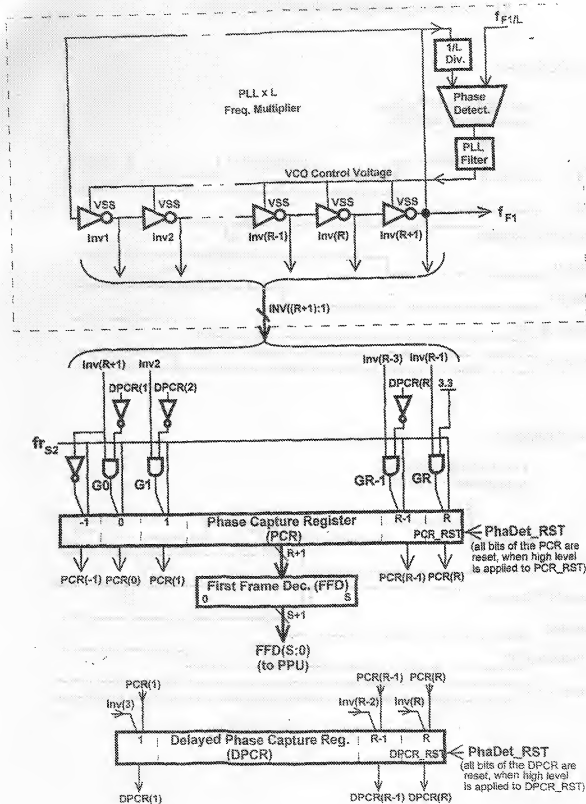 f F1/L
1/L
Div.
PLL x L
Freq. Multiplier
Phase
Detect.
PLL
Filter
VCO Control Voltage
VSS VSS VSS VSS VSS
f F1
Inv1 Inv2 Inv(R-1) Inv(R) Inv(R+1)
INV((R+1):1)
Inv(R+1) Inv2 Inv(R-3) Inv(R-1)
DPCR(1 DPCR(2) DPCR(R 3.3
fr S2
G0 G1 GR-1 GR
-1 0 1 Phase Capture Register R-1 R
(PCR) PCR_RST
PhaDet_RST
(all bits of the PCR are
reset, when high level
is applied to PCR_RST)
R+1
PCR(-1) PCR(0) PCR(1) PCR(R-1) PCR(R)
First Frame Dec. (FFD)
0 S
S+1
FFD(S:0)
(to PPU)
PCR(1) PCR(R-1) PCR(R)
Inv(3) Inv(R-2) Inv(R)
1 Delayed Phase Capture Reg. R-1 R
(DPCR) DPCR_RST
PhaDet_RST
(all bits of the DPCR are
reset, when high level
is applied to DPCR_RST)
DPCR(1) DPCR(R-1) DPCR(R)